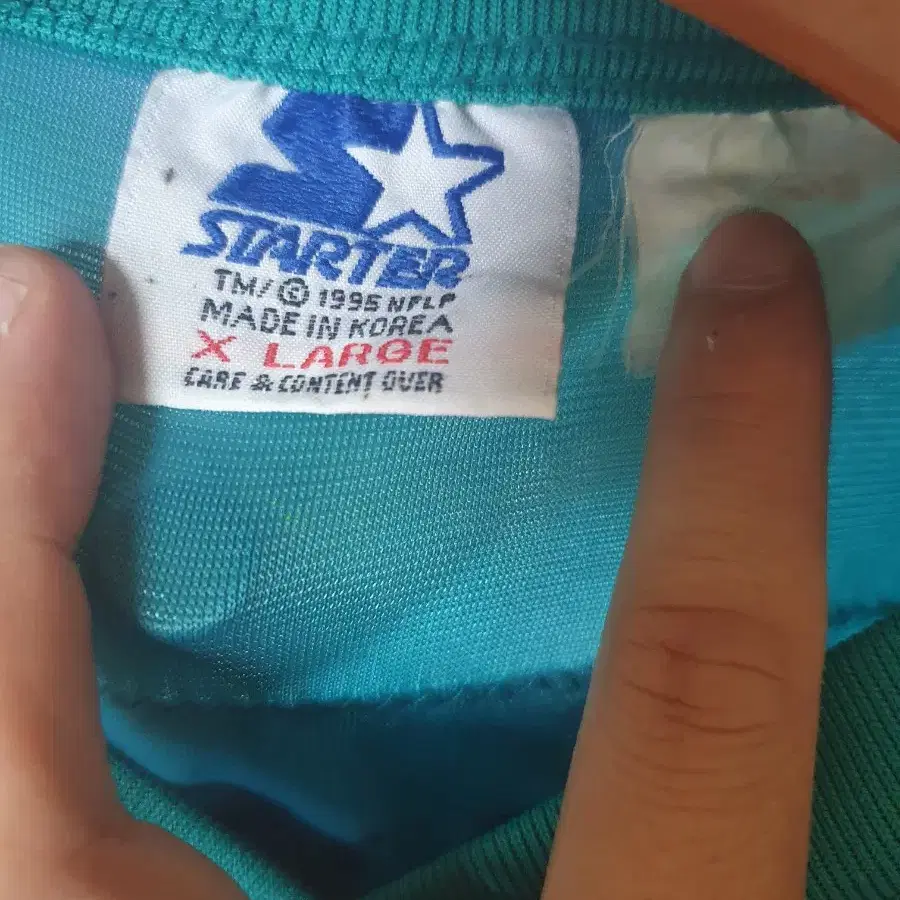 STARTER
TM/© 1995 NFLP
MADE IN KOREA
X LARGE
CARE & CONTENT OVER